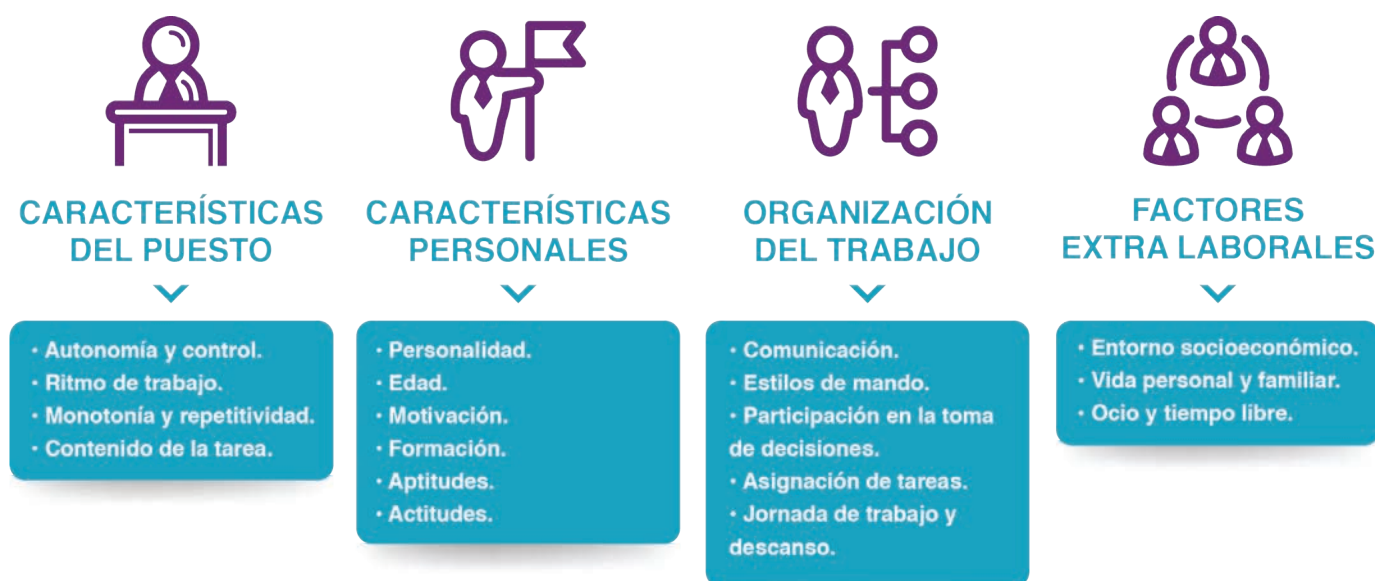 CARACTERÍSTICAS
DEL PUESTO
· Autonomía y control.
· Ritmo de trabajo.
· Monotonía y repetitividad.
· Contenido de la tarea.
CARACTERÍSTICAS
PERSONALES
· Personalidad.
· Edad.
· Motivación.
· Formación.
· Aptitudes.
· Actitudes.
ORGANIZACIÓN
DEL TRABAJO
· Comunicación.
· Estilos de mando.
· Participación en la toma
de decisiones.
· Asignación de tareas.
· Jornada de trabajo y
descanso.
FACTORES
EXTRA LABORALES
· Entorno socioeconómico.
· Vida personal y familiar.
· Ocio y tiempo libre.